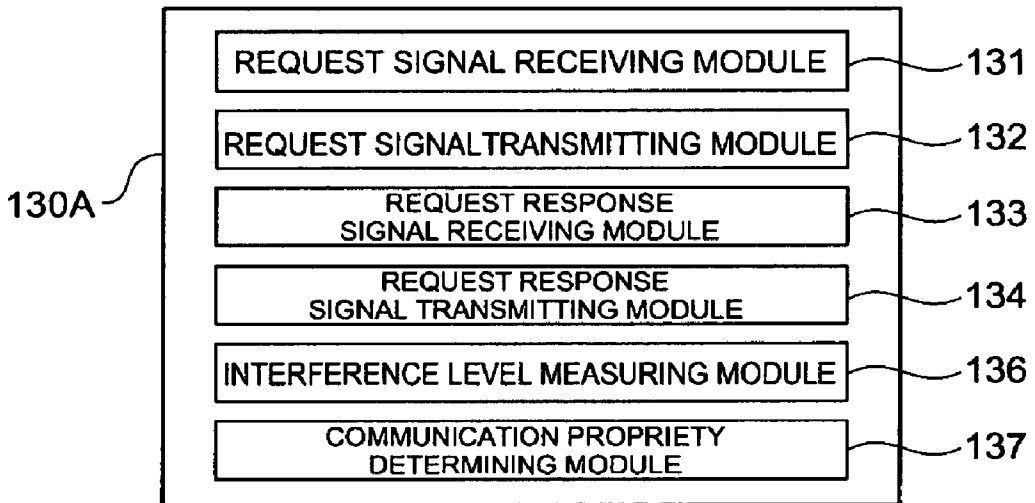 REQUEST SIGNAL RECEIVING MODULE
131
REQUEST SIGNALTRANSMITTING MODULE
132
130A
REQUEST RESPONSE
SIGNAL RECEIVING MODULE
133
REQUEST RESPONSE
SIGNAL TRANSMITTING MODULE
134
INTERFERENCE LEVEL MEASURING MODULE
136
COMMUNICATION PROPRIETY
DETERMINING MODULE
137